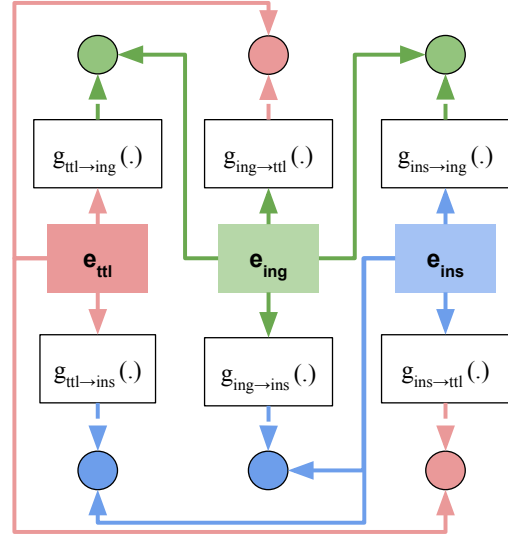 g_ttl→ing(.) g_ing→ttl(.) g_ins→ing(.)
e_ttl e_ing e_ins
g_ttl→ins(.) g_ing→ins(.) g_ins→ttl(.)